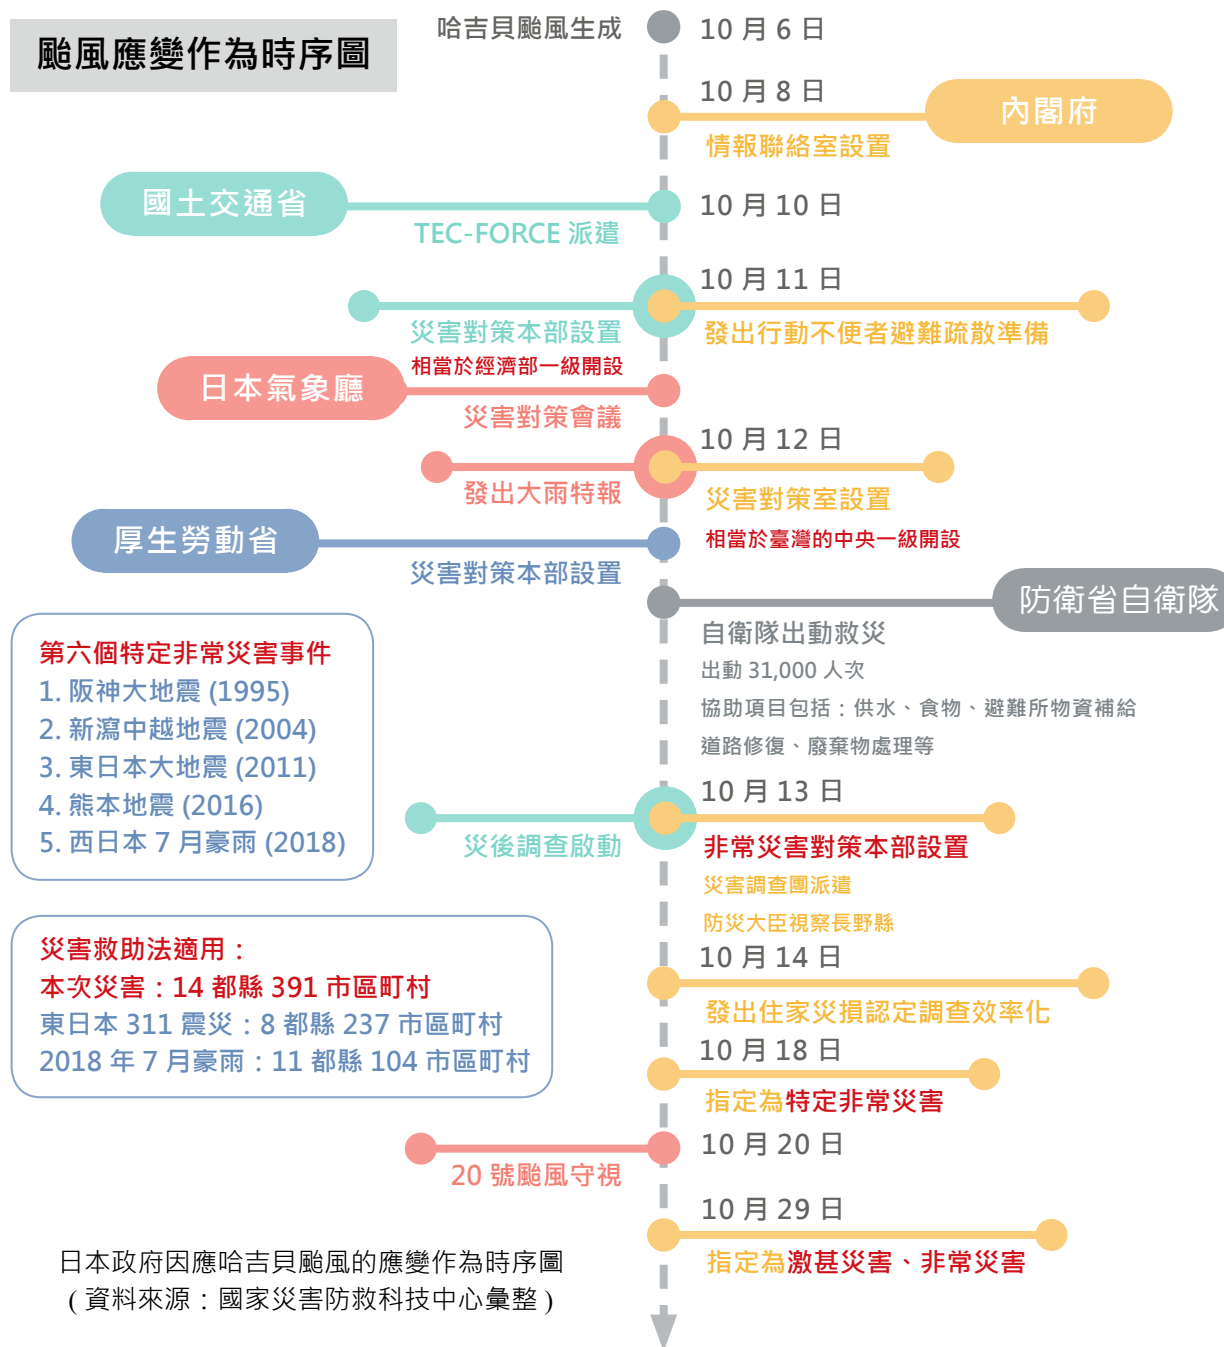 颱風應變作為時序圖
哈吉貝颱風生成
10 月 6 日
10 月 8 日
內閣府
情報聯絡室設置
國土交通省
10 月 10 日
TEC-FORCE 派遣
10 月 11 日
災害對策本部設置
發出行動不便者避難疏散準備
相當於經濟部一級開設
日本氣象廳
災害對策會議
10 月 12 日
發出大雨特報
災害對策室設置
相當於臺灣的中央一級開設
厚生勞動省
災害對策本部設置
防衛省自衛隊
自衛隊出動救災
出動 31,000 人次
協助項目包括：供水、食物、避難所物資補給
道路修復、廢棄物處理等
第六個特定非常災害事件
1. 阪神大地震 (1995)
2. 新瀉中越地震 (2004)
3. 東日本大地震 (2011)
4. 熊本地震 (2016)
5. 西日本 7 月豪雨 (2018)
10 月 13 日
災後調查啟動
非常災害對策本部設置
災害調查團派遣
防災大臣視察長野縣
災害救助法適用：
本次災害：14 都縣 391 市區町村
東日本 311 震災：8 都縣 237 市區町村
2018 年 7 月豪雨：11 都縣 104 市區町村
10 月 14 日
發出住家災損認定調查效率化
10 月 18 日
指定為特定非常災害
10 月 20 日
20 號颱風守視
10 月 29 日
指定為激甚災害、非常災害
日本政府因應哈吉貝颱風的應變作為時序圖
( 資料來源：國家災害防救科技中心彙整 )